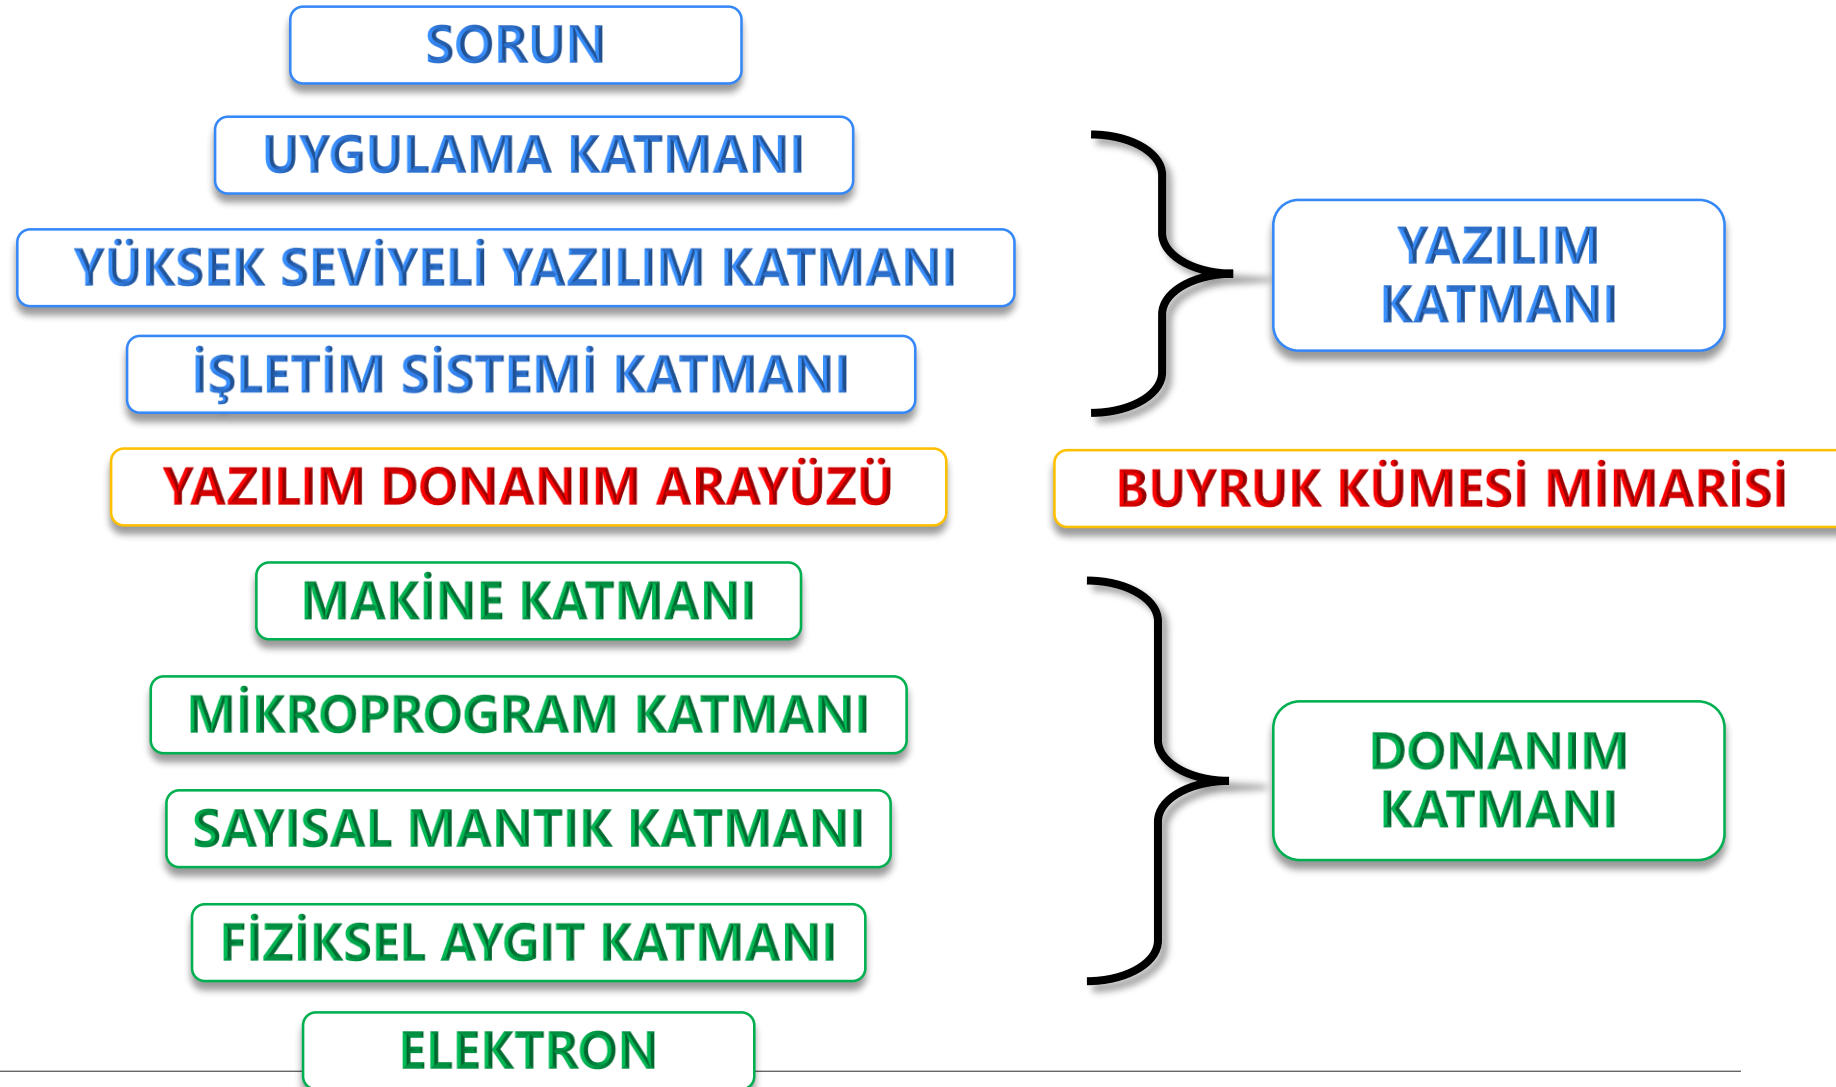 SORUN
UYGULAMA KATMANI
YÜKSEK SEVİYELİ YAZILIM KATMANI
İŞLETİM SİSTEMİ KATMANI
YAZILIM
KATMANI
YAZILIM DONANIM ARAYÜZÜ
BUYRUK KÜMESİ MİMARİSİ
MAKİNE KATMANI
MİKROPROGRAM KATMANI
SAYISAL MANTIK KATMANI
FİZİKSEL AYGIT KATMANI
DONANIM
KATMANI
ELEKTRON